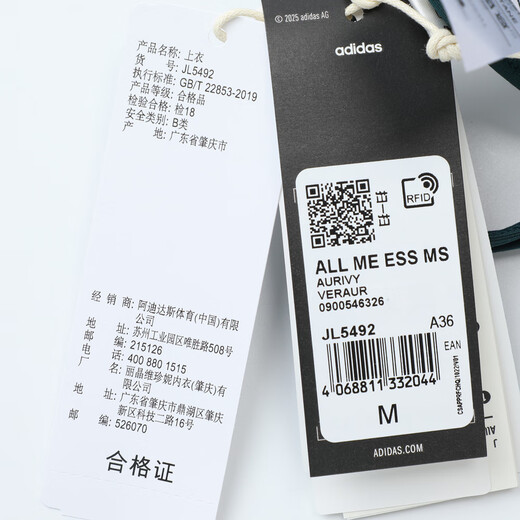 产品名称：上衣
货　　号：JL5492
执行标准：GB/T 22853-2019
产品等级：合格品
检验合格：检18
安全类别：B类
产　　地：广东省肇庆市
经 销 商：阿迪达斯体育(中国)有限公司
地　　址：苏州工业园区唯胜路508号
邮　　编：215126
电　　话：400 880 1515
名：丽晶维珍妮内衣(肇庆)有
地　　址：广东省肇庆市鼎湖区肇庆
新区科技二路16号
邮　　编：526070
合格证
© 2025 adidas AG
adidas
RFID
ALL ME ESS MS
AURIVY
VERAUR
0900546326
JL5492
A36
EAN
4 068811 332044
M
ADIDAS.COM